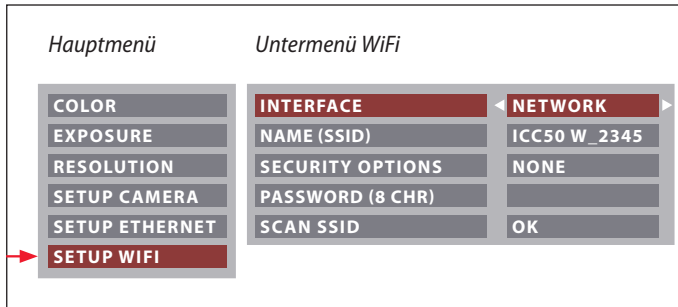 Hauptmenü
Untermenü WiFi
COLOR
EXPOSURE
RESOLUTION
SETUP CAMERA
SETUP ETHERNET
SETUP WIFI
INTERFACE NETWORK
NAME (SSID) ICC50 W_2345
SECURITY OPTIONS NONE
PASSWORD (8 CHR)
SCAN SSID OK